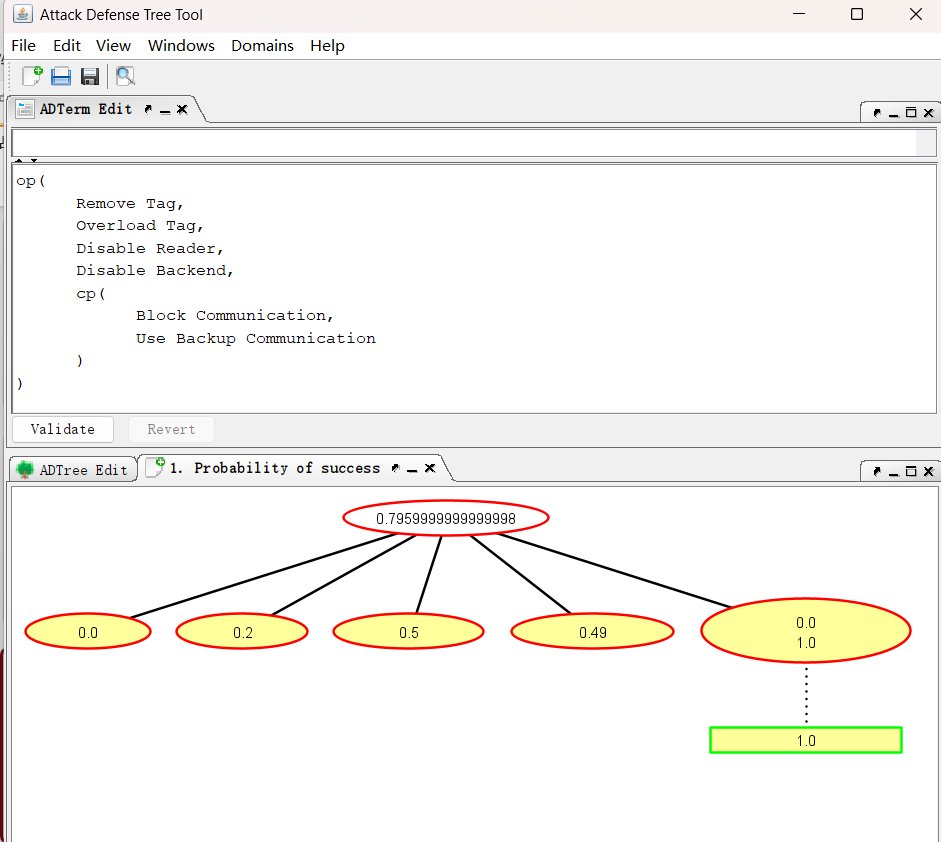 Attack Defense Tree Tool
File Edit View Windows Domains Help
ADTerm Edit
op(
Remove Tag,
Overload Tag,
Disable Reader,
Disable Backend,
cp(
Block Communication,
Use Backup Communication
)
)
Validate Revert
ADTree Edit 1. Probability of success
0.7959999999999998
0.0 0.2 0.5 0.49 0.0
1.0
1.0